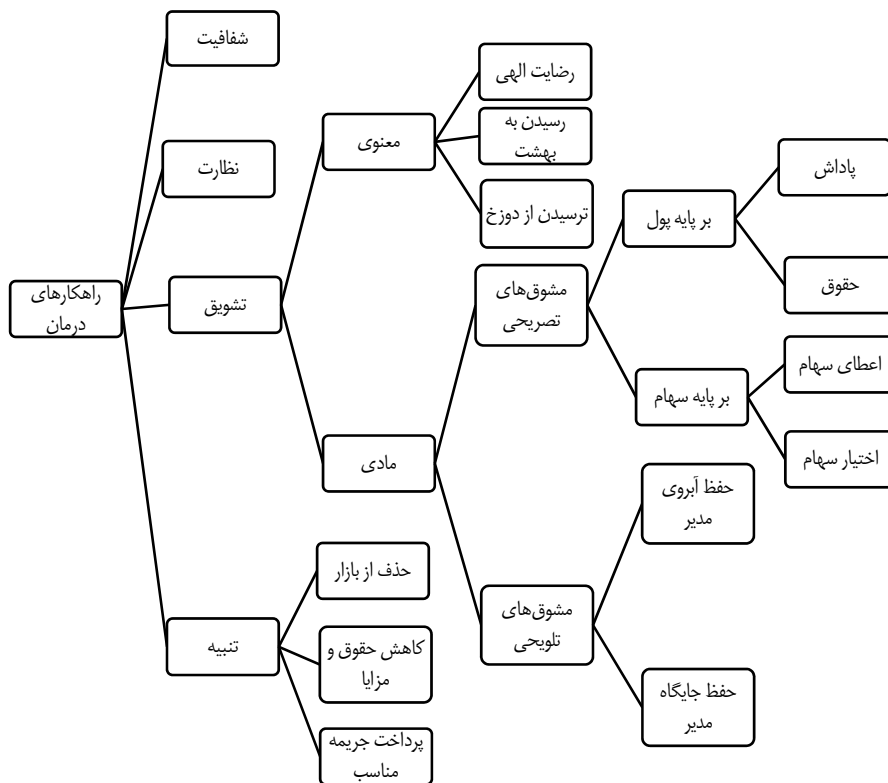 راهکارهای
درمان
شفافیت
نظارت
تشویق
معنوی
رضایت الهی
رسیدن به
بهشت
ترسیدن از دوزخ
مادی
مشوق‌های
تصریحی
بر پایه پول
پاداش
حقوق
بر پایه سهام
اعطای سهام
اختیار سهام
مشوق‌های
تلویحی
حفظ آبروی
مدیر
حفظ جایگاه
مدیر
تنبیه
حذف از بازار
کاهش حقوق و
مزایا
پرداخت جریمه
مناسب